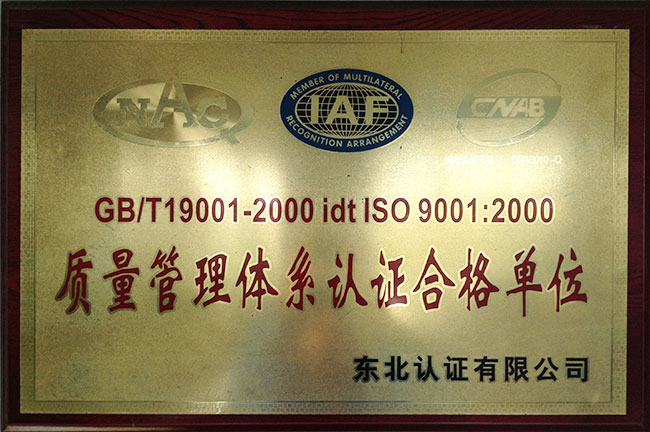 NAC
MEMBER OF MULTILATERAL
IAF
RECOGNITION ARRANGEMENT
CNAB
GB/T19001-2000 idt ISO 9001:2000
质量管理体系认证合格单位
东北认证有限公司